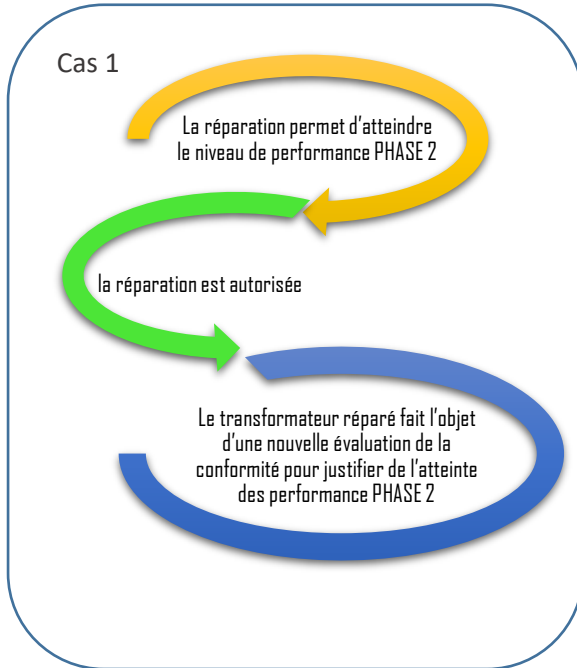 Cas 1
La réparation permet d'atteindre
le niveau de performance PHASE 2
la réparation est autorisée
Le transformateur réparé fait l'objet
d'une nouvelle évaluation de la
conformité pour justifier de l'atteinte
des performance PHASE 2